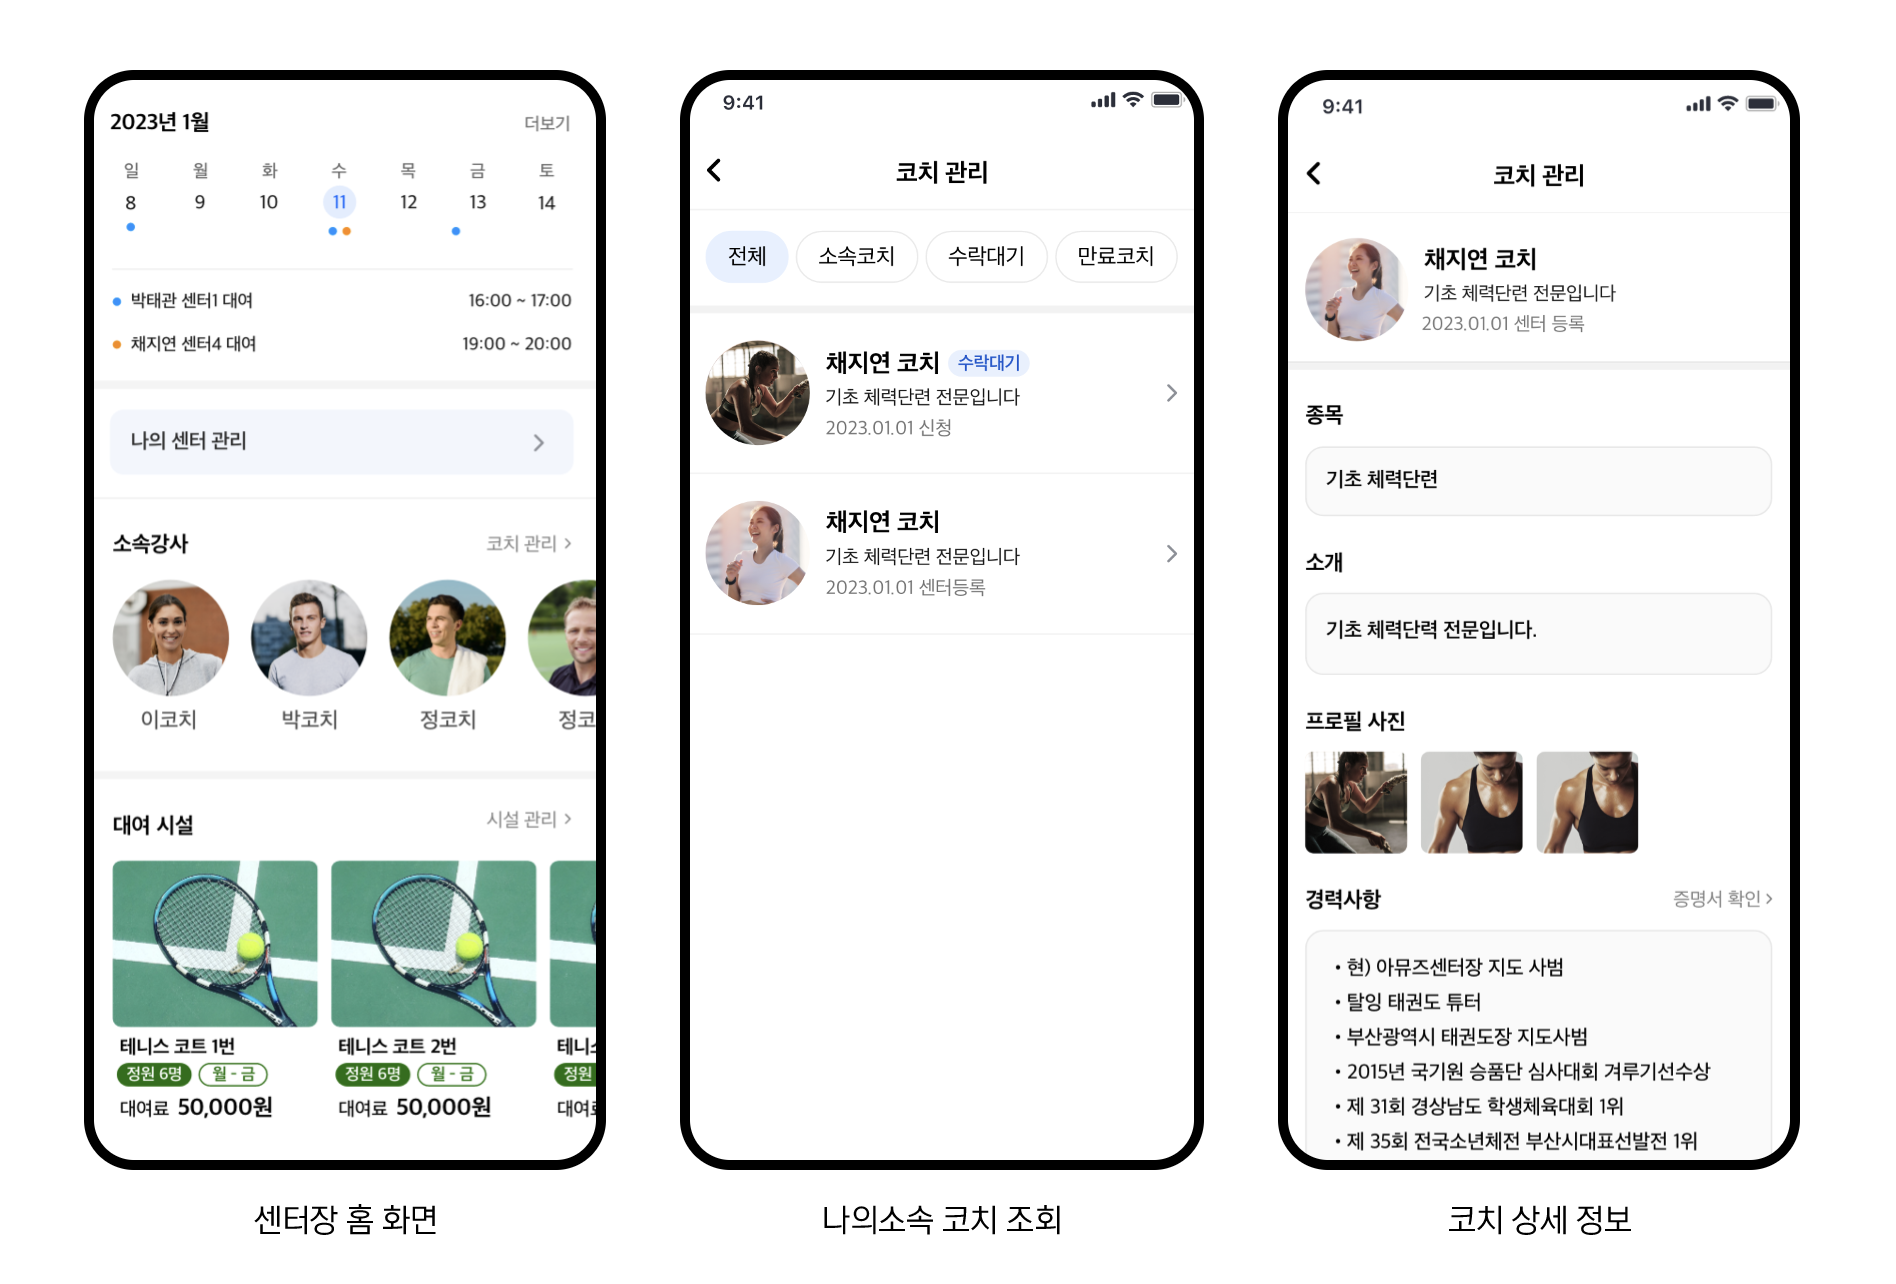 2023년 1월 더보기
일 월 화 수 목 금 토
8 9 10 11 12 13 14
박태관 센터1 대여 16:00 ~ 17:00
채지연 센터4 대여 19:00 ~ 20:00
나의 센터 관리
소속강사 코치 관리 >
이코치 박코치 정코치 정코
대여 시설 시설 관리 >
테니스 코트 1번 테니스 코트 2번 테니
정원 6명 월 - 금 정원 6명 월 - 금 정원
대여료 50,000원 대여료 50,000원 대여
센터장 홈 화면
9:41
코치 관리
전체 소속코치 수락대기 만료코치
채지연 코치 수락대기
기초 체력단련 전문입니다
2023.01.01 신청
채지연 코치
기초 체력단련 전문입니다
2023.01.01 센터등록
나의소속 코치 조회
9:41
코치 관리
채지연 코치
기초 체력단련 전문입니다
2023.01.01 센터 등록
종목
기초 체력단련
소개
기초 체력단력 전문입니다.
프로필 사진
경력사항 증명서 확인 >
• 현) 아뮤즈센터장 지도 사범
• 탈잉 태권도 튜터
• 부산광역시 태권도장 지도사범
• 2015년 국기원 승품단 심사대회 겨루기선수상
• 제 31회 경상남도 학생체육대회 1위
• 제 35회 전국소년체전 부산시대표선발전 1위
코치 상세 정보